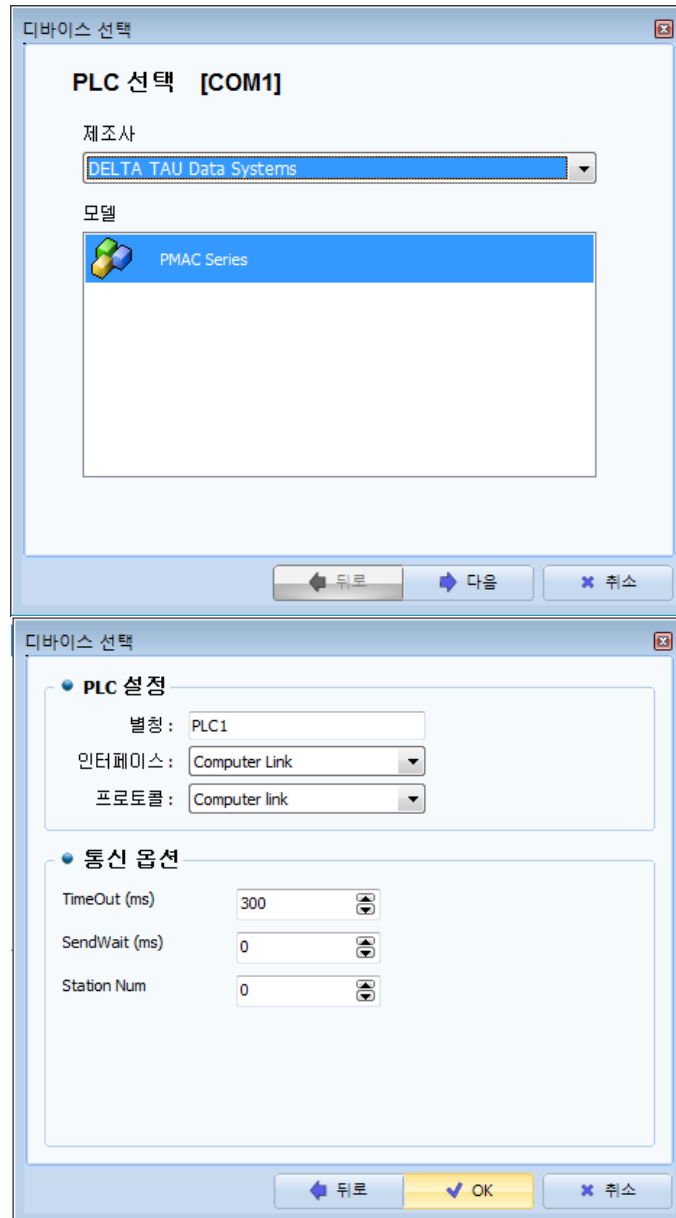 디바이스 선택
PLC 선택 [COM1]
제조사
DELTA TAU Data Systems
모델
PMAC Series
뒤로 다음 취소
디바이스 선택
PLC 설정
별칭 : PLC1
인터페이스 : Computer Link
프로토콜 : Computer link
통신 옵션
TimeOut (ms) 300
SendWait (ms) 0
Station Num 0
뒤로 OK 취소